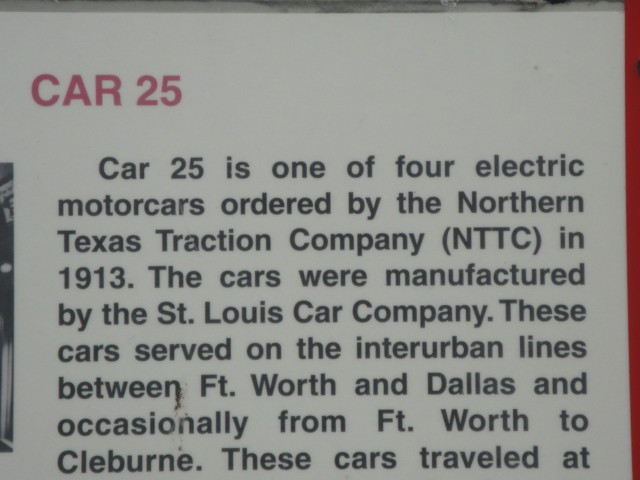 CAR 25
Car 25 is one of four electric
motorcars ordered by the Northern
Texas Traction Company (NTTC) in
1913. The cars were manufactured
by the St. Louis Car Company. These
cars served on the interurban lines
between Ft. Worth and Dallas and
occasionally from Ft. Worth to
Cleburne. These cars traveled at